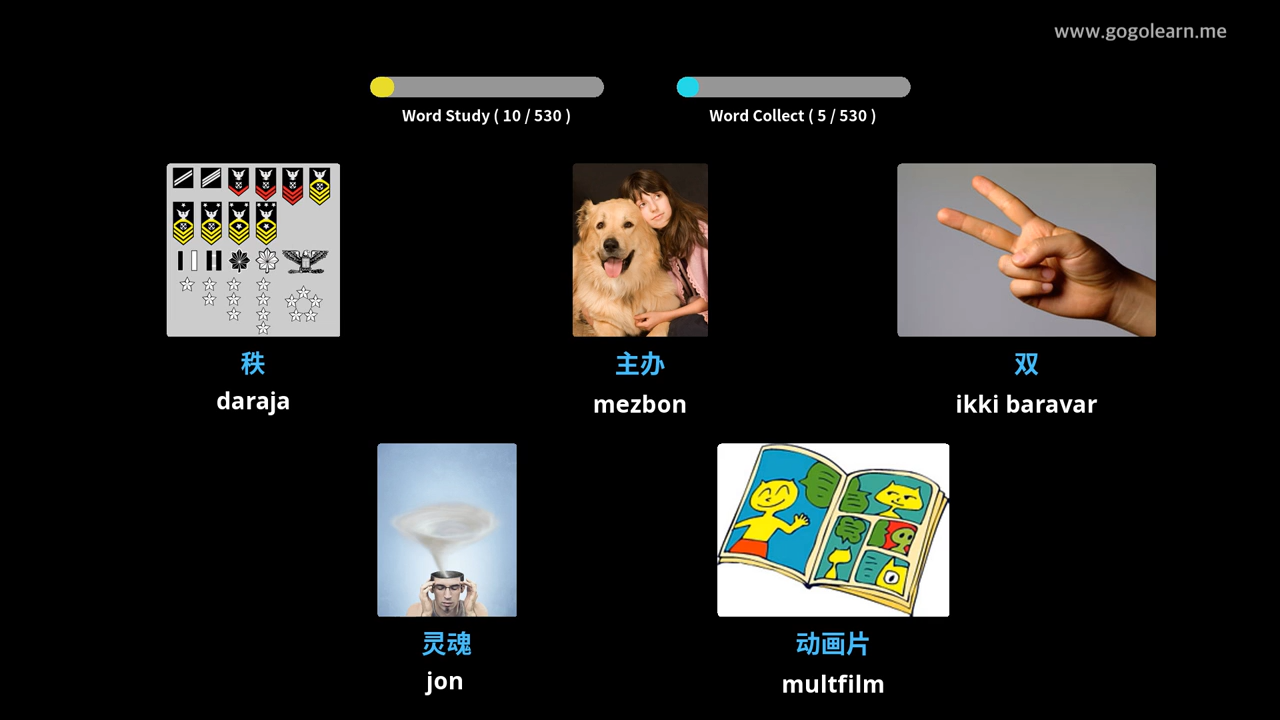 www.gogolearn.me
Word Study ( 10 / 530 )
Word Collect ( 5 / 530 )
秩
daraja
主办
mezbon
双
ikki baravar
灵魂
jon
动画片
multfilm